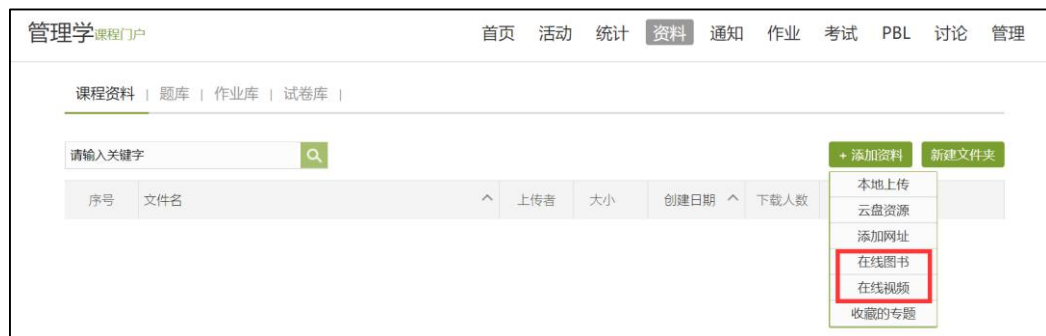 管理学课程门户 首页 活动 统计 资料 通知 作业 考试 PBL 讨论 管理
课程资料 | 题库 | 作业库 | 试卷库 |
请输入关键字 + 添加资料 新建文件夹
序号 文件名 上传者 大小 创建日期 下载人数
本地上传
云盘资源
添加网址
在线图书
在线视频
收藏的专题